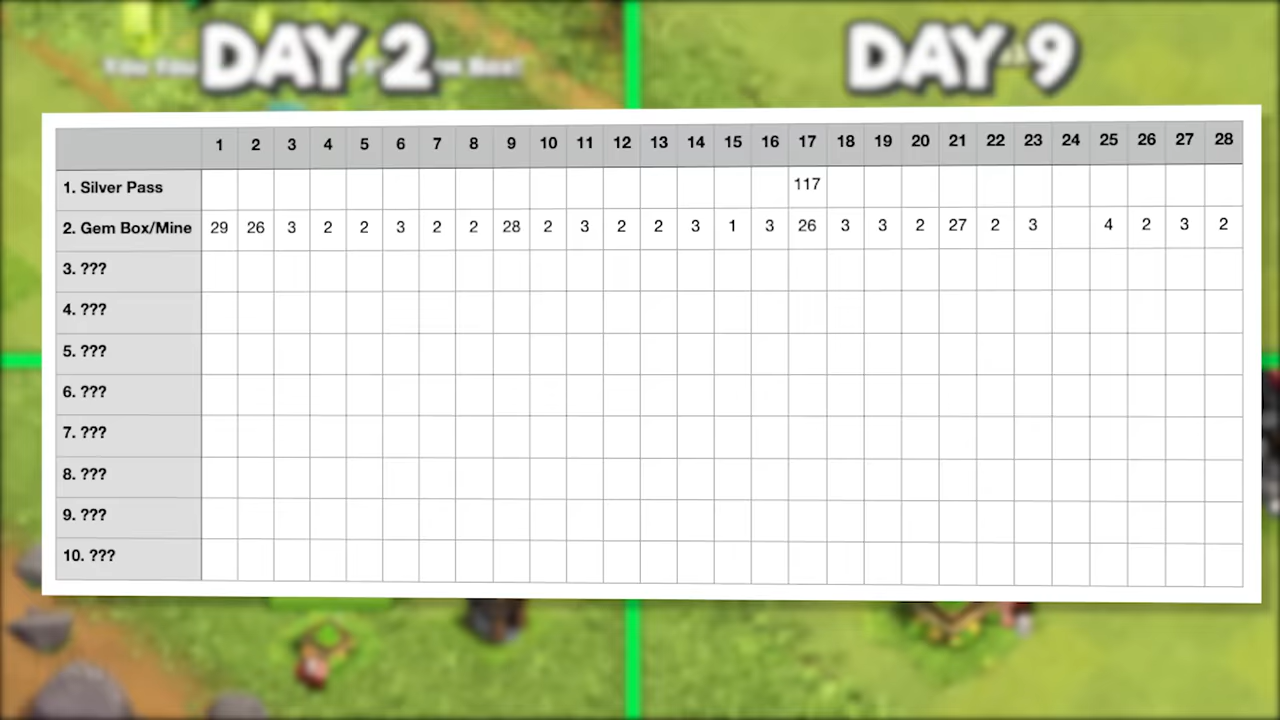 DAY 2
DAY 9
1 2 3 4 5 6 7 8 9 10 11 12 13 14 15 16 17 18 19 20 21 22 23 24 25 26 27 28
1. Silver Pass 117
2. Gem Box/Mine 29 26 3 2 2 3 2 2 28 2 3 2 2 3 1 3 26 3 3 2 27 2 3 4 2 3 2
3. ???
4. ???
5. ???
6. ???
7. ???
8. ???
9. ???
10. ???